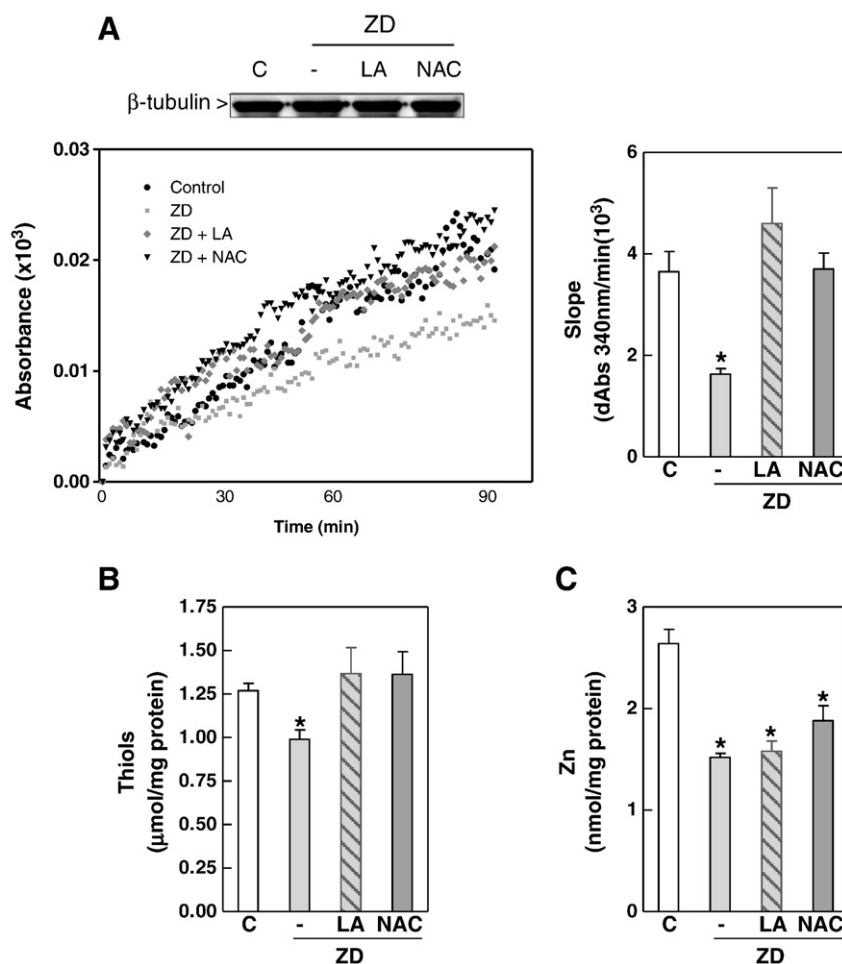 A
ZD
C - LA NAC
β-tubulin >
0.03
0.02
0.01
0.00
Absorbance (x10³)
Control
ZD
ZD + LA
ZD + NAC
0 30 60 90
Time (min)
6
4
2
0
Slope
(dAbs 340nm/min(10³)
*
C - LA NAC
ZD
B
1.75
1.50
1.25
1.00
0.75
0.50
0.25
0.00
Thiols
(μmol/mg protein)
*
C - LA NAC
ZD
C
3
2
1
0
Zn
(nmol/mg protein)
* * *
C - LA NAC
ZD